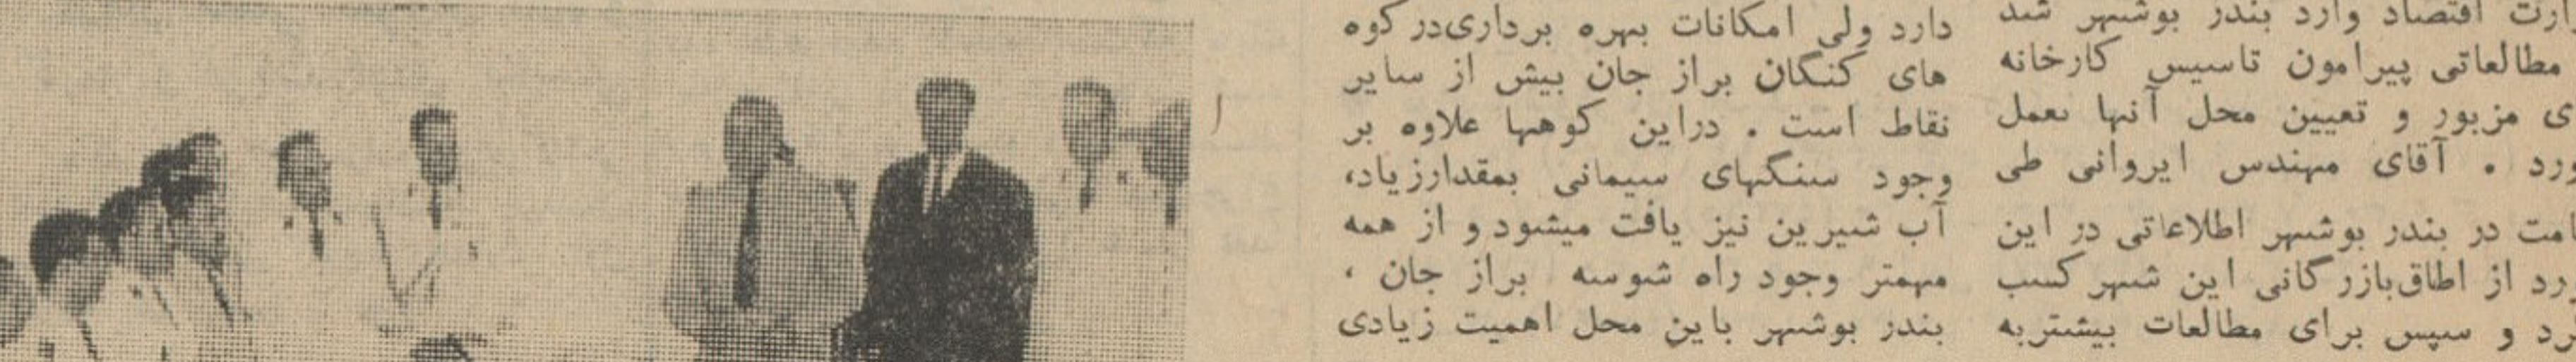 وارد بندر بوشهر شد
مطالعاتی پیرامون تاسیس کارخانه
ی مزبور و تعیین محل آنها بعمل
ورد . آقای مهندس ایروانی طی
امت در بندر بوشهر اطلاعاتی در این
رد از اطاق بازرگانی این شهر کسب
رد و سپس برای مطالعات بیشتر به
دارد ولی امکانات بهره برداری در کوه
های کنگان براز جان بیش از سایر
نقاط است . در این کوهها علاوه بر
وجود سنگهای سیمانی بمقدار زیاد،
آب شیرین نیز یافت میشود و از همه
مهمتر وجود راه شوسه براز جان ،
بندر بوشهر باین محل اهمیت زیادی